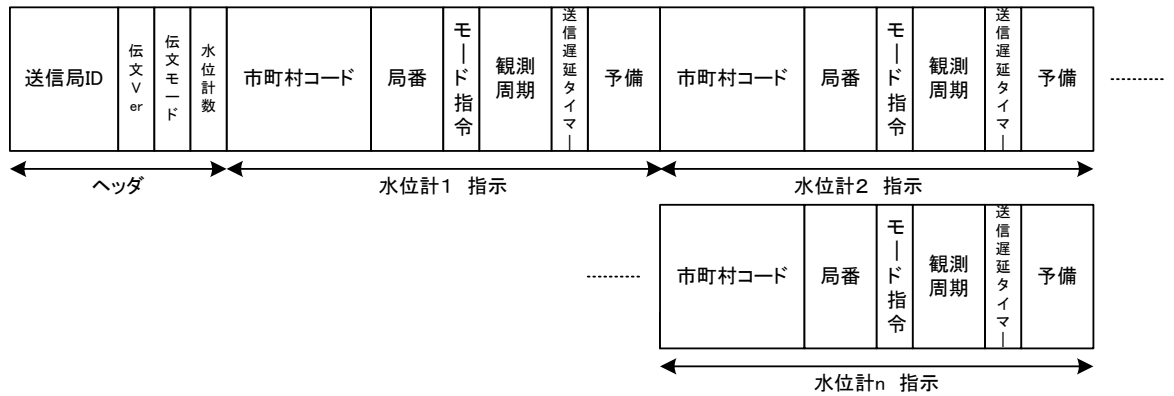 送信局ID 伝文Ver 伝文モード 水位計数 市町村コード 局番 モード指令 観測周期 送信遅延タイマー 予備 市町村コード 局番 モード指令 観測周期 送信遅延タイマー 予備 ………
ヘッダ 水位計1 指示 水位計2 指示
……… 市町村コード 局番 モード指令 観測周期 送信遅延タイマー 予備
水位計n 指示